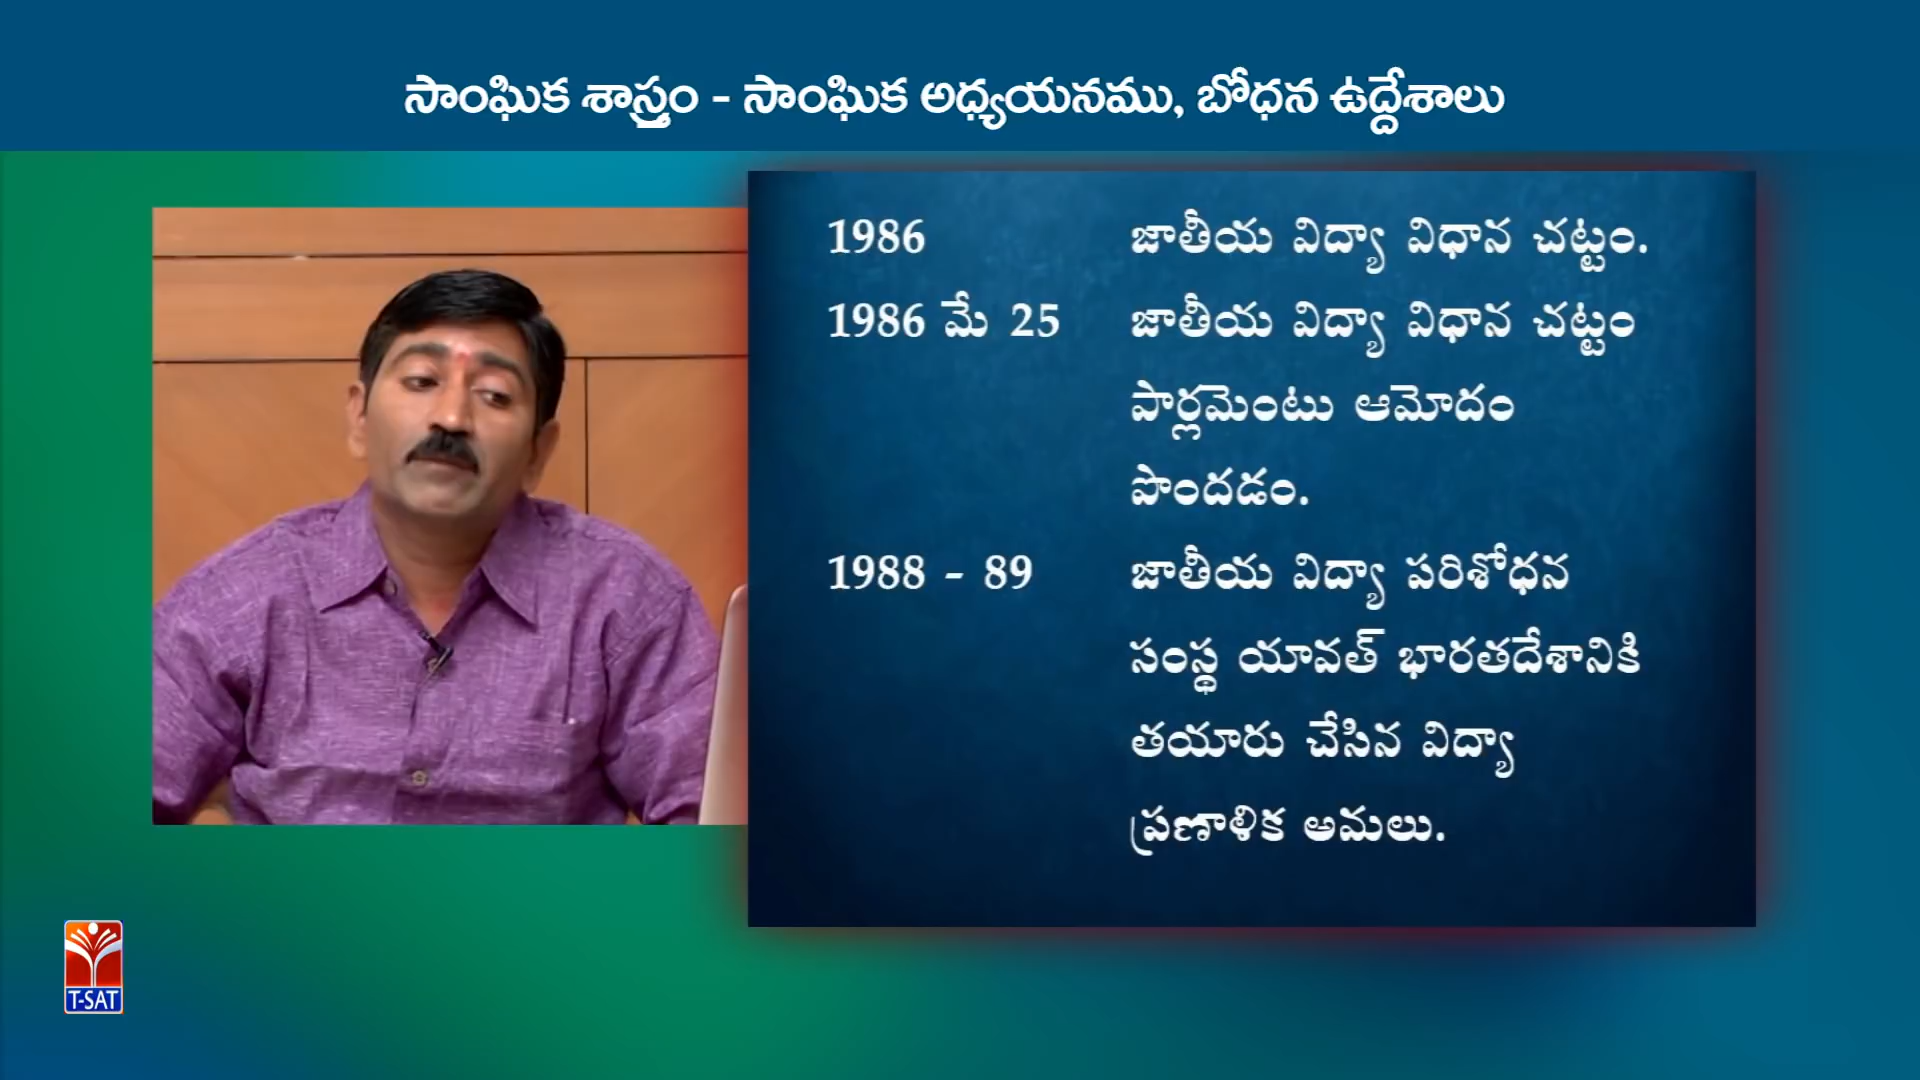 సాంఘిక శాస్త్రం - సాంఘిక అధ్యయనము, బోధన ఉద్దేశాలు
1986 జాతీయ విద్యా విధాన చట్టం.
1986 మే 25 జాతీయ విద్యా విధాన చట్టం
పార్లమెంటు ఆమోదం
పొందడం.
1988 - 89 జాతీయ విద్యా పరిశోధన
సంస్థ యావత్ భారతదేశానికి
తయారు చేసిన విద్యా
ప్రణాళిక అమలు.
T-SAT